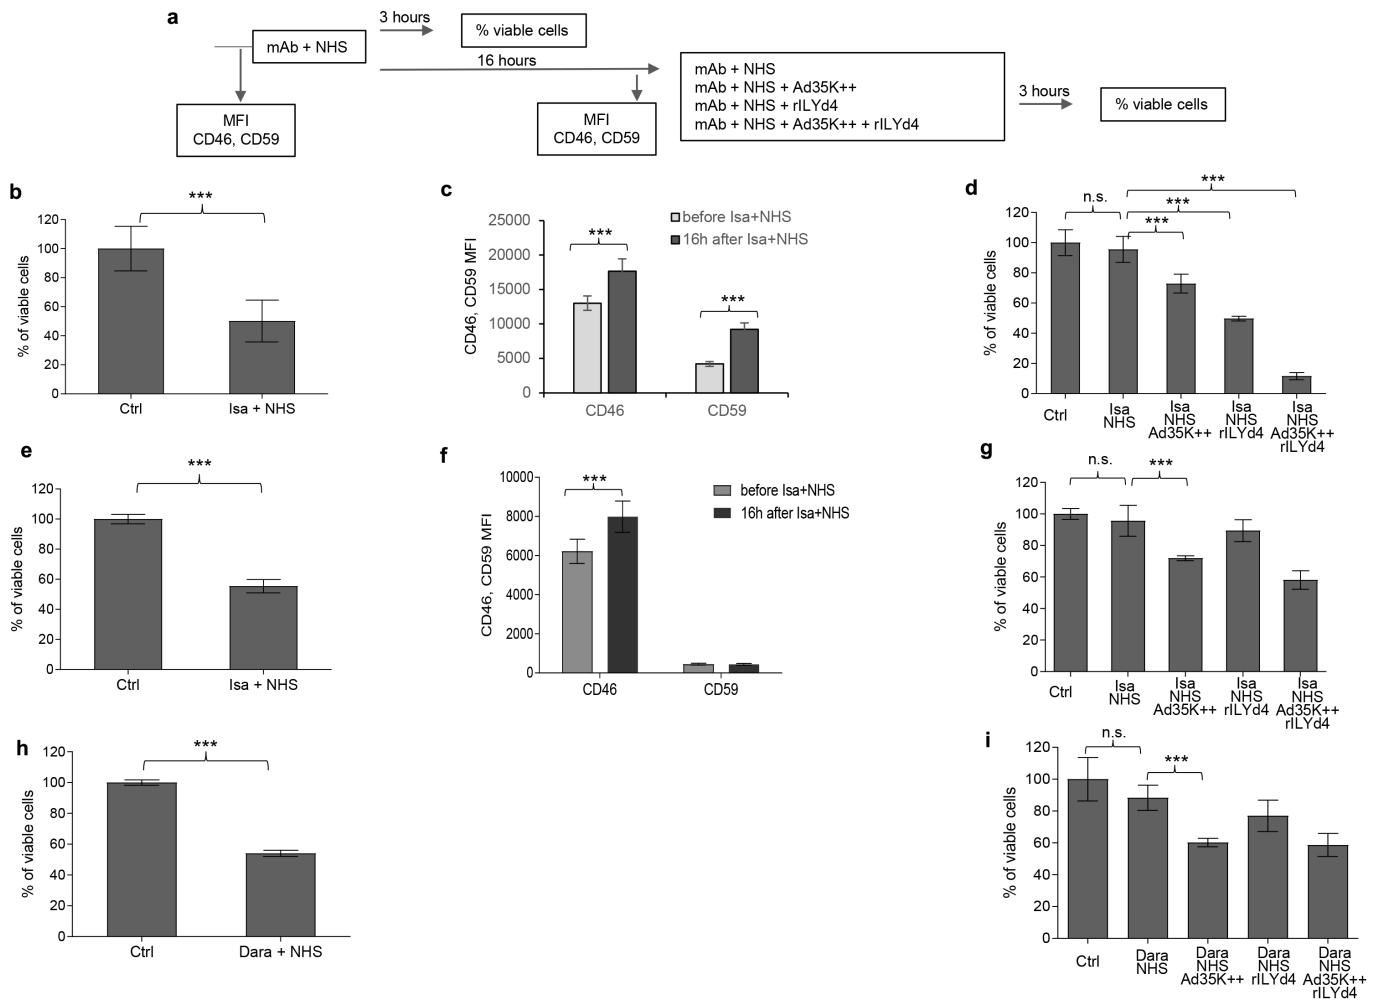 a
mAb + NHS
3 hours
% viable cells
16 hours
MFI
CD46, CD59
MFI
CD46, CD59
mAb + NHS
mAb + NHS + Ad35K++
mAb + NHS + rILYd4
mAb + NHS + Ad35K++ + rILYd4
3 hours
% viable cells
b
% of viable cells
120
100
80
60
40
20
0
***
Ctrl
Isa + NHS
c
CD46, CD59 MFI
25000
20000
15000
10000
5000
0
***
***
before Isa+NHS
16h after Isa+NHS
CD46
CD59
d
% of viable cells
120
100
80
60
40
20
0
n.s.
***
***
***
Ctrl
Isa
NHS
Isa
NHS
Ad35K++
Isa
NHS
rILYd4
Isa
NHS
Ad35K++
rILYd4
e
% of viable cells
120
100
80
60
40
20
0
***
Ctrl
Isa + NHS
f
CD46, CD59 MFI
10000
8000
6000
4000
2000
0
***
before Isa+NHS
16h after Isa+NHS
CD46
CD59
g
% of viable cells
120
100
80
60
40
20
0
n.s.
***
Ctrl
Isa
NHS
Isa
NHS
Ad35K++
Isa
NHS
rILYd4
Isa
NHS
Ad35K++
rILYd4
h
% of viable cells
120
100
80
60
40
20
0
***
Ctrl
Dara + NHS
i
% of viable cells
120
100
80
60
40
20
0
n.s.
***
Ctrl
Dara
NHS
Dara
NHS
Ad35K++
Dara
NHS
rILYd4
Dara
NHS
Ad35K++
rILYd4